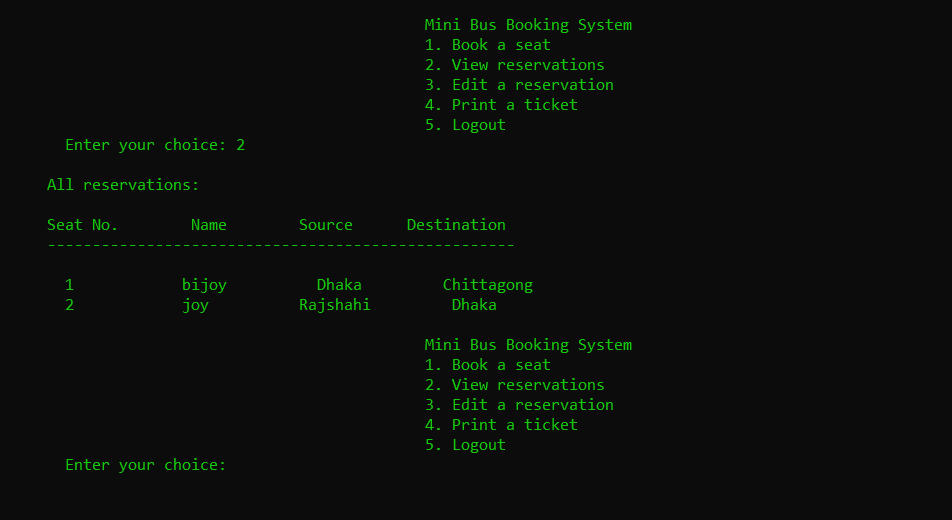 Mini Bus Booking System
1. Book a seat
2. View reservations
3. Edit a reservation
4. Print a ticket
5. Logout
Enter your choice: 2
All reservations:
Seat No. Name Source Destination
----------------------------------------------------
1 bijoy Dhaka Chittagong
2 joy Rajshahi Dhaka
Mini Bus Booking System
1. Book a seat
2. View reservations
3. Edit a reservation
4. Print a ticket
5. Logout
Enter your choice: